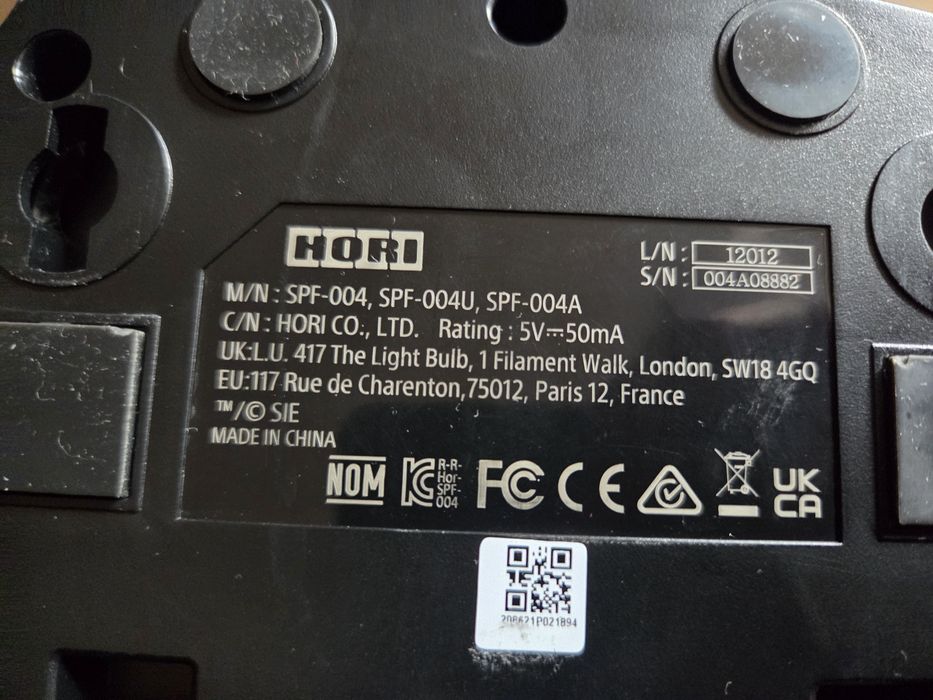 HORI
L/N : 12012
S/N : 004A08882
M/N : SPF-004, SPF-004U, SPF-004A
C/N : HORI CO., LTD. Rating : 5V⎓50mA
UK:L.U. 417 The Light Bulb, 1 Filament Walk, London, SW18 4GQ
EU:117 Rue de Charenton,75012, Paris 12, France
™/© SIE
MADE IN CHINA
NOM
R-R-
Hor-
SPF-
004
FC CE
UK
CA
208621P021894